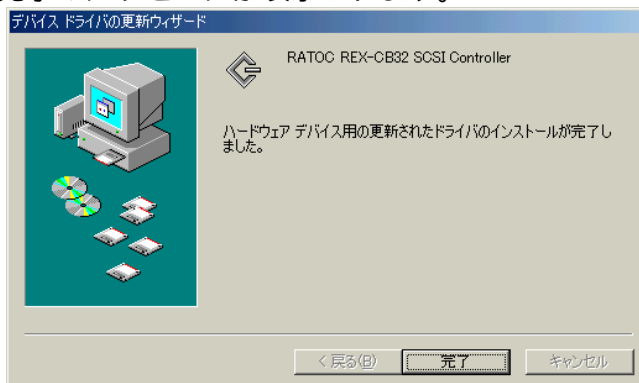 デバイス ドライバの更新ウィザード
RATOC REX-CB32 SCSI Controller
ハードウェア デバイス用の更新されたドライバのインストールが完了し
ました。
< 戻る(B)
完了
キャンセル